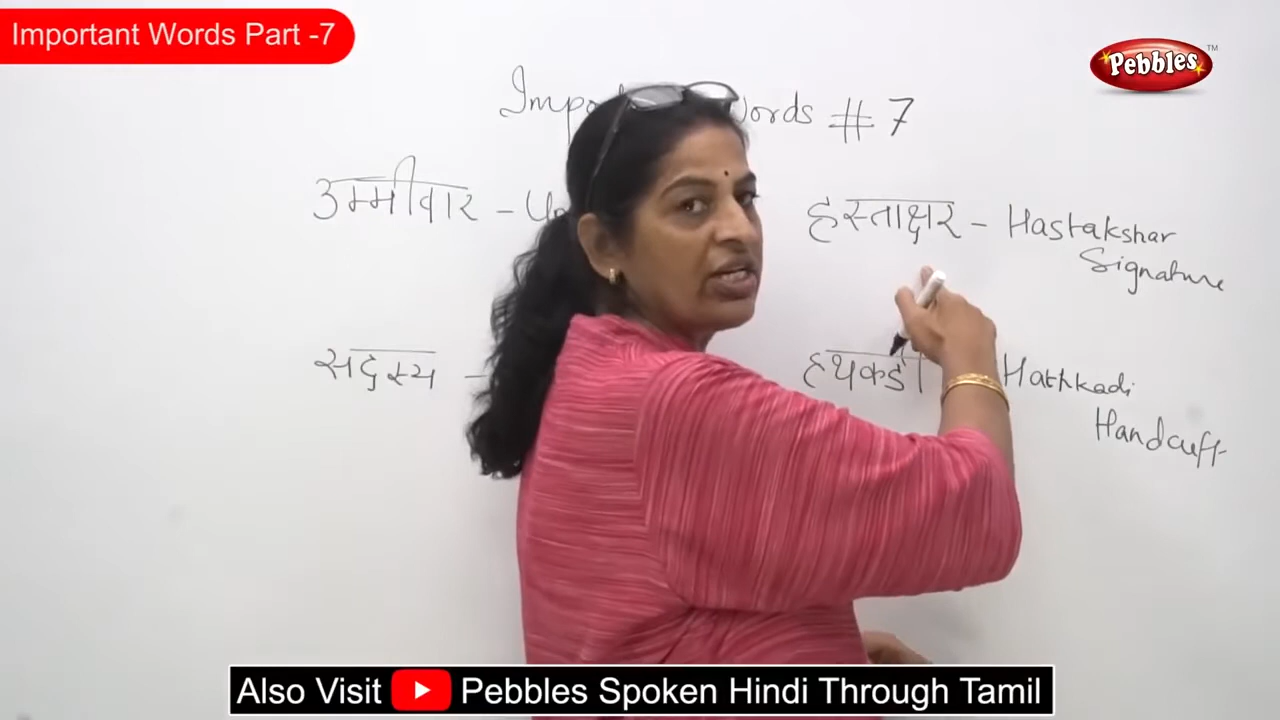 Important Words Part -7
Pebbles TM
Words # 7
उम्मीवार -
हस्ताक्षर - Hastakshar
Signature
सदस्य -
हथकड Hathkadi
Handcuff
Also Visit Pebbles Spoken Hindi Through Tamil